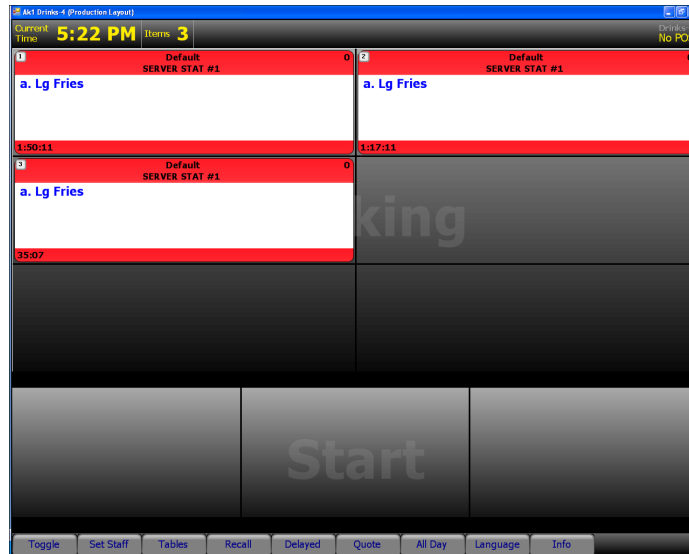 Ak1 Drinks-4 (Production Layout)
Current Time 5:22 PM Items 3
Drinks-
No PO
1 Default 0
SERVER STAT #1
a. Lg Fries
1:50:11
2 Default
SERVER STAT #1
a. Lg Fries
1:17:11
3 Default 0
SERVER STAT #1
a. Lg Fries
35:07
king
Start
Toggle Set Staff Tables Recall Delayed Quote All Day Language Info